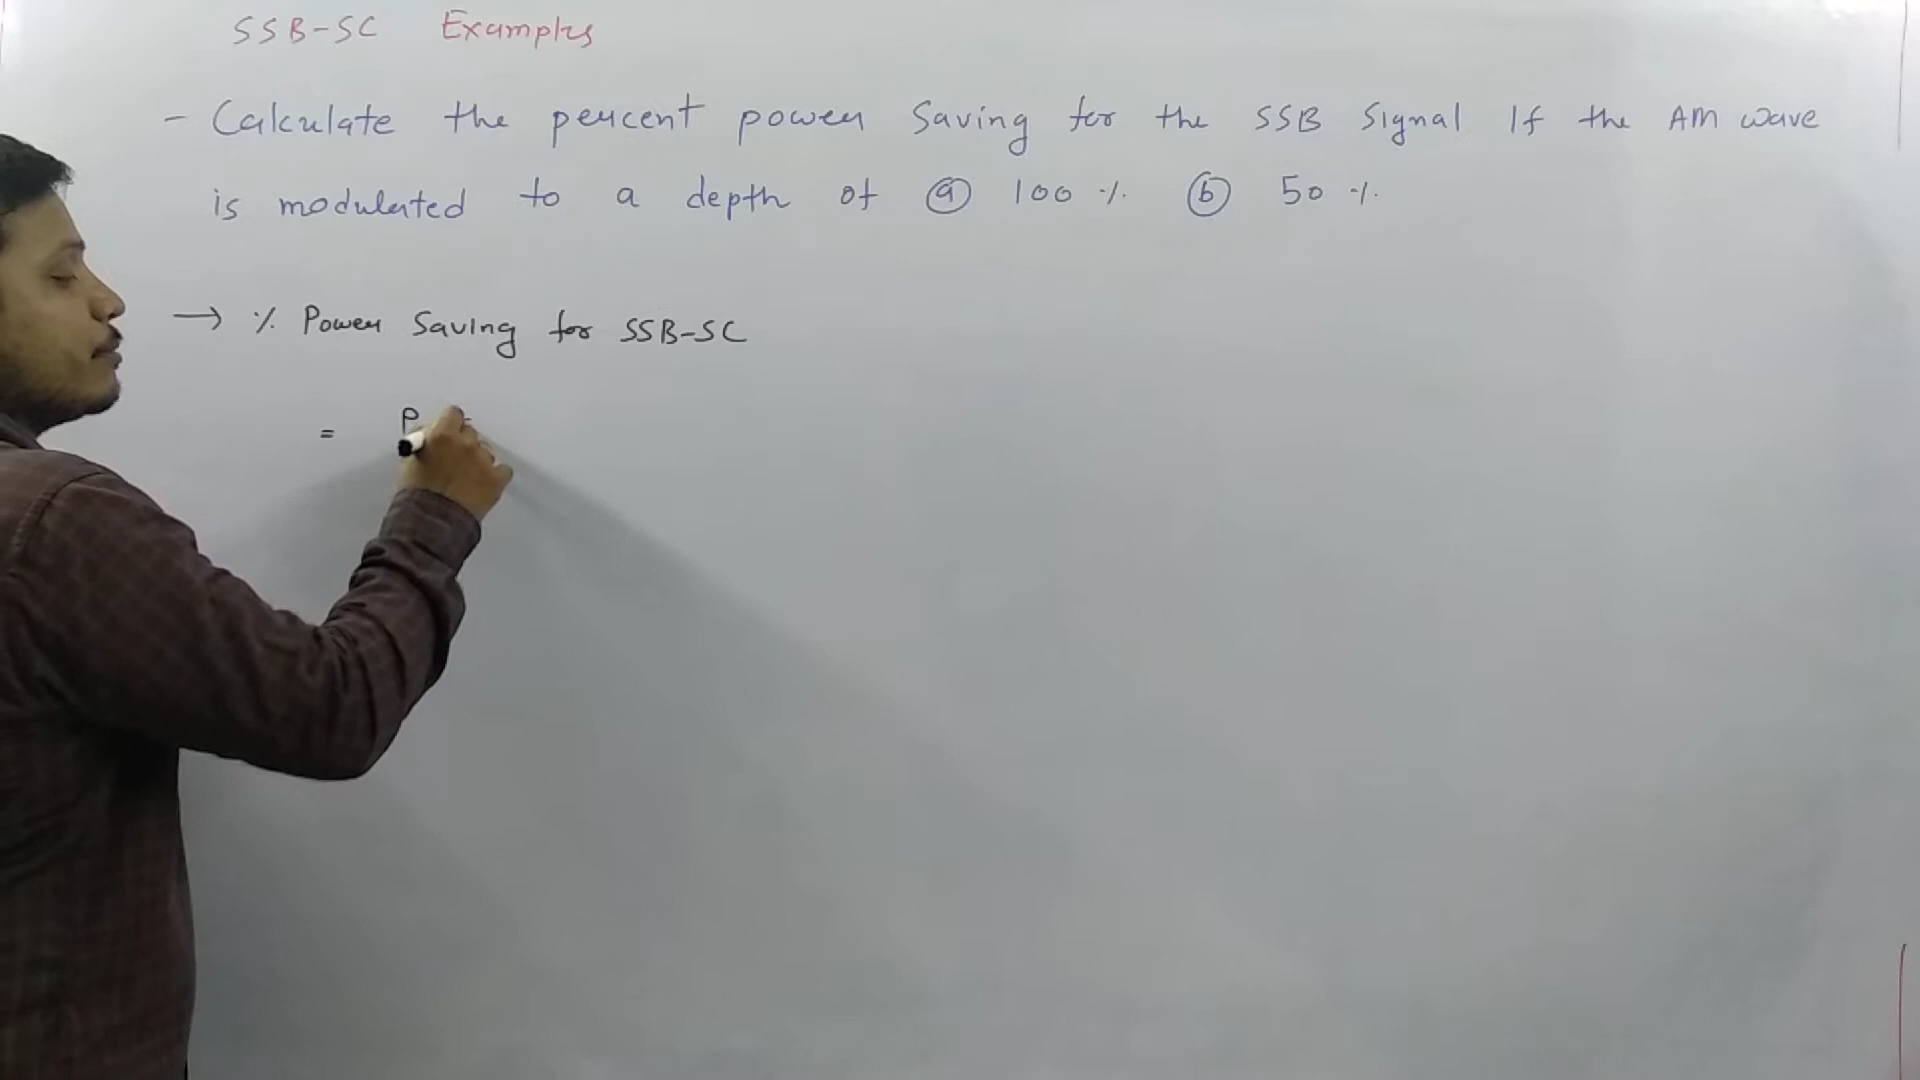 SSB-SC Examples
- Calculate the percent power Saving for the SSB Signal If the AM wave
is modulated to a depth of ⓐ 100 % ⓑ 50 %.
→ % Power Saving for SSB-SC
= P